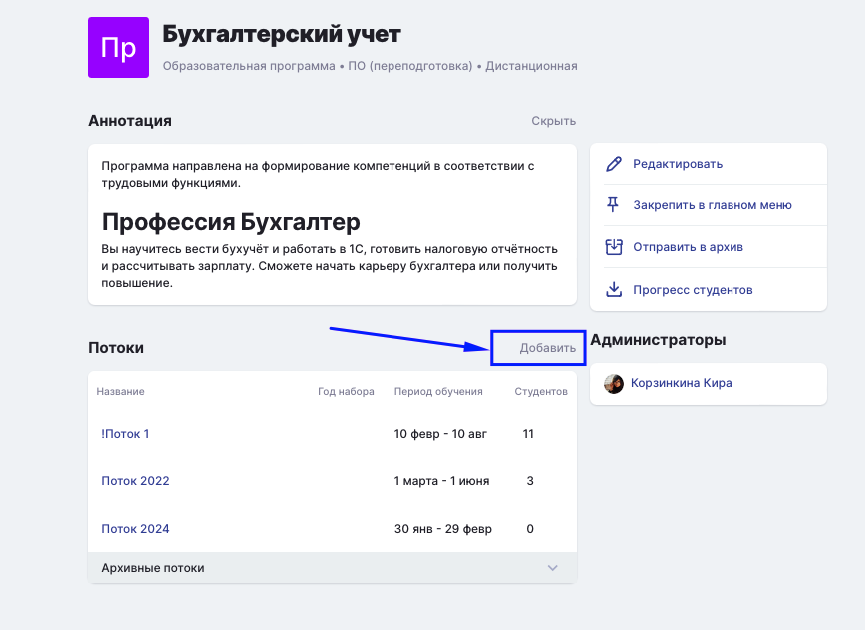 Пр
Бухгалтерский учет
Образовательная программа • ПО (переподготовка) • Дистанционная
Аннотация
Скрыть
Программа направлена на формирование компетенций в соответствии с
трудовыми функциями.
Профессия Бухгалтер
Вы научитесь вести бухучёт и работать в 1С, готовить налоговую отчётность
и рассчитывать зарплату. Сможете начать карьеру бухгалтера или получить
повышение.
Редактировать
Закрепить в главном меню
Отправить в архив
Прогресс студентов
Потоки
Добавить
Название Год набора Период обучения Студентов
!Поток 1 10 февр - 10 авг 11
Поток 2022 1 марта - 1 июня 3
Поток 2024 30 янв - 29 февр 0
Архивные потоки
Администраторы
Корзинкина Кира